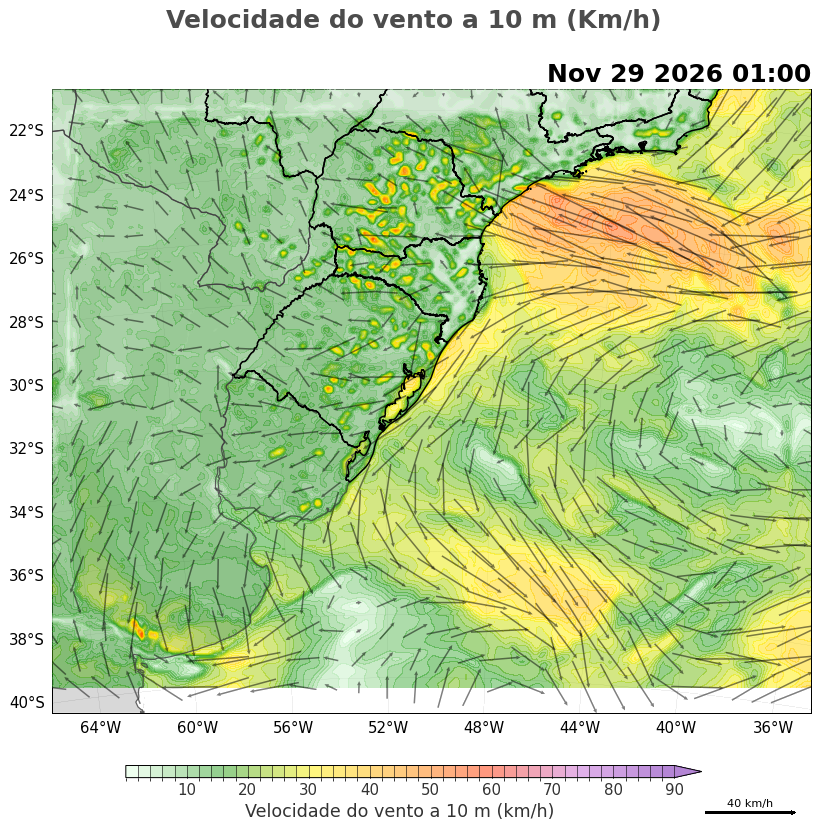 Velocidade do vento a 10 m (Km/h)
Nov 29 2026 01:00
22°S
24°S
26°S
28°S
30°S
32°S
34°S
36°S
38°S
40°S
64°W 60°W 56°W 52°W 48°W 44°W 40°W 36°W
10 20 30 40 50 60 70 80 90
Velocidade do vento a 10 m (km/h)
40 km/h